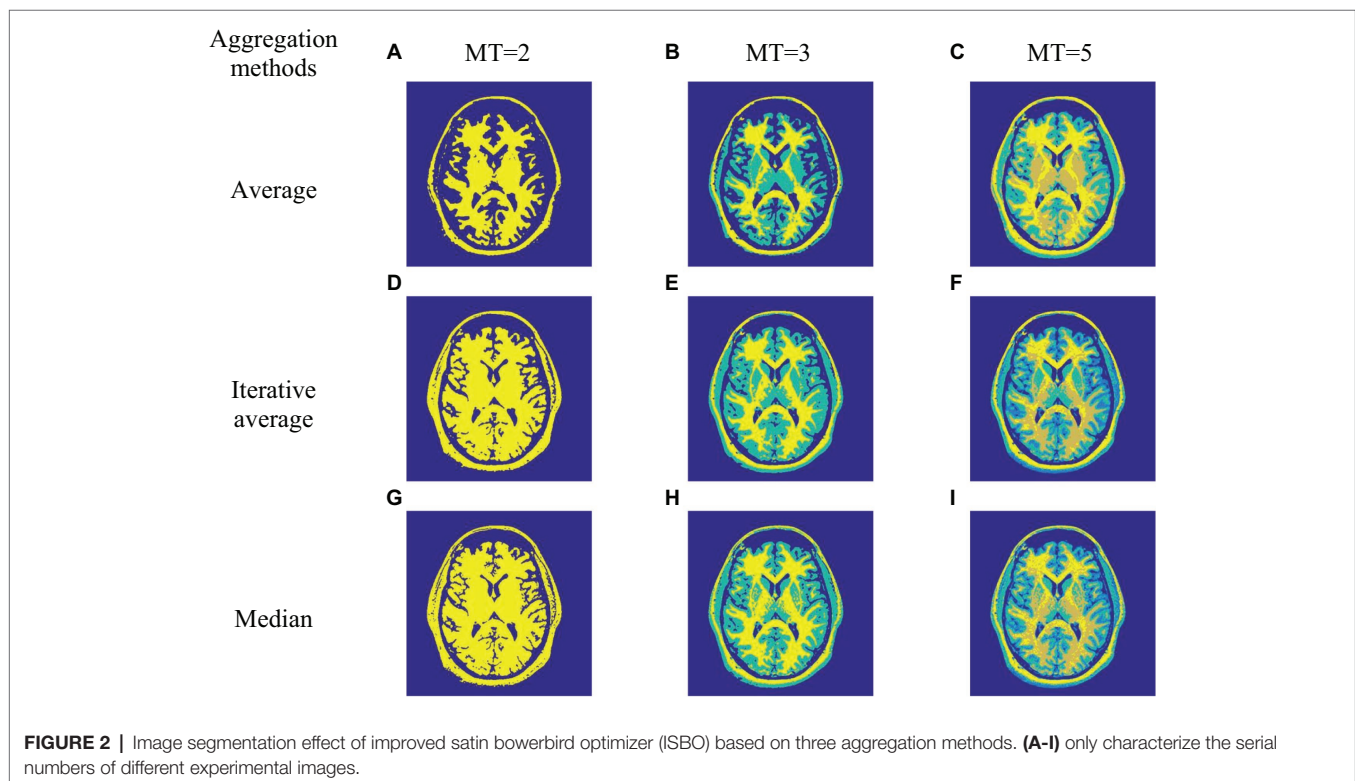 Aggregation
methods
A
MT=2
B
MT=3
C
MT=5
Average
D
E
F
Iterative
average
G
H
I
Median
FIGURE 2 | Image segmentation effect of improved satin bowerbird optimizer (ISBO) based on three aggregation methods. (A-I) only characterize the serial
numbers of different experimental images.